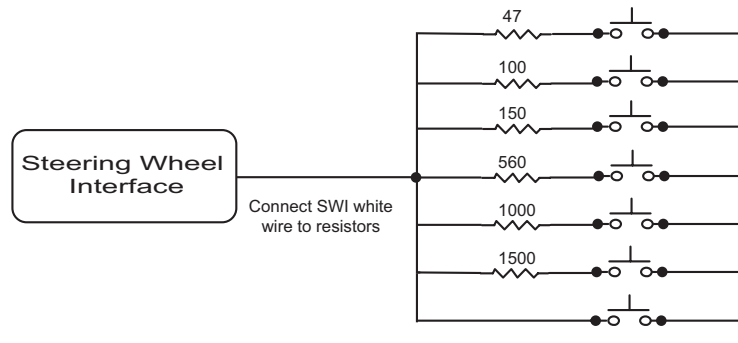 47
100
150
Steering Wheel
Interface
560
Connect SWI white
wire to resistors
1000
1500